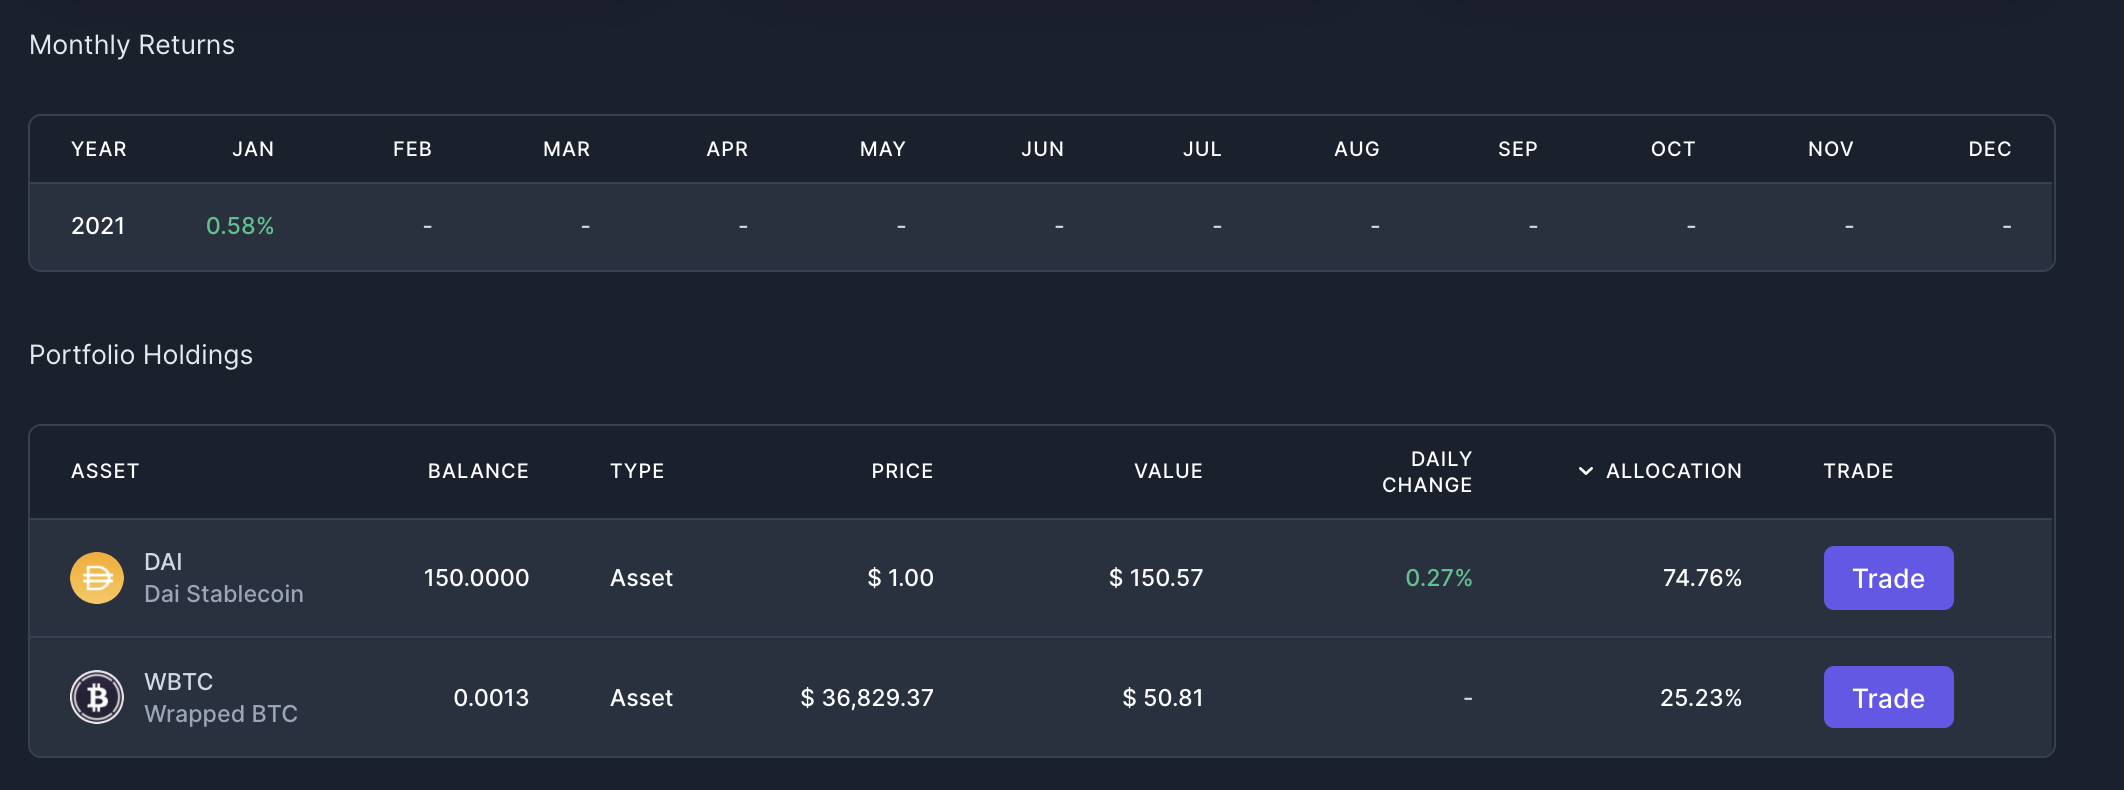 Monthly Returns
YEAR JAN FEB MAR APR MAY JUN JUL AUG SEP OCT NOV DEC
2021 0.58% - - - - - - - - - - -
Portfolio Holdings
ASSET BALANCE TYPE PRICE VALUE DAILY CHANGE ALLOCATION TRADE
DAI
Dai Stablecoin
150.0000 Asset $ 1.00 $ 150.57 0.27% 74.76% Trade
WBTC
Wrapped BTC
0.0013 Asset $ 36,829.37 $ 50.81 - 25.23% Trade